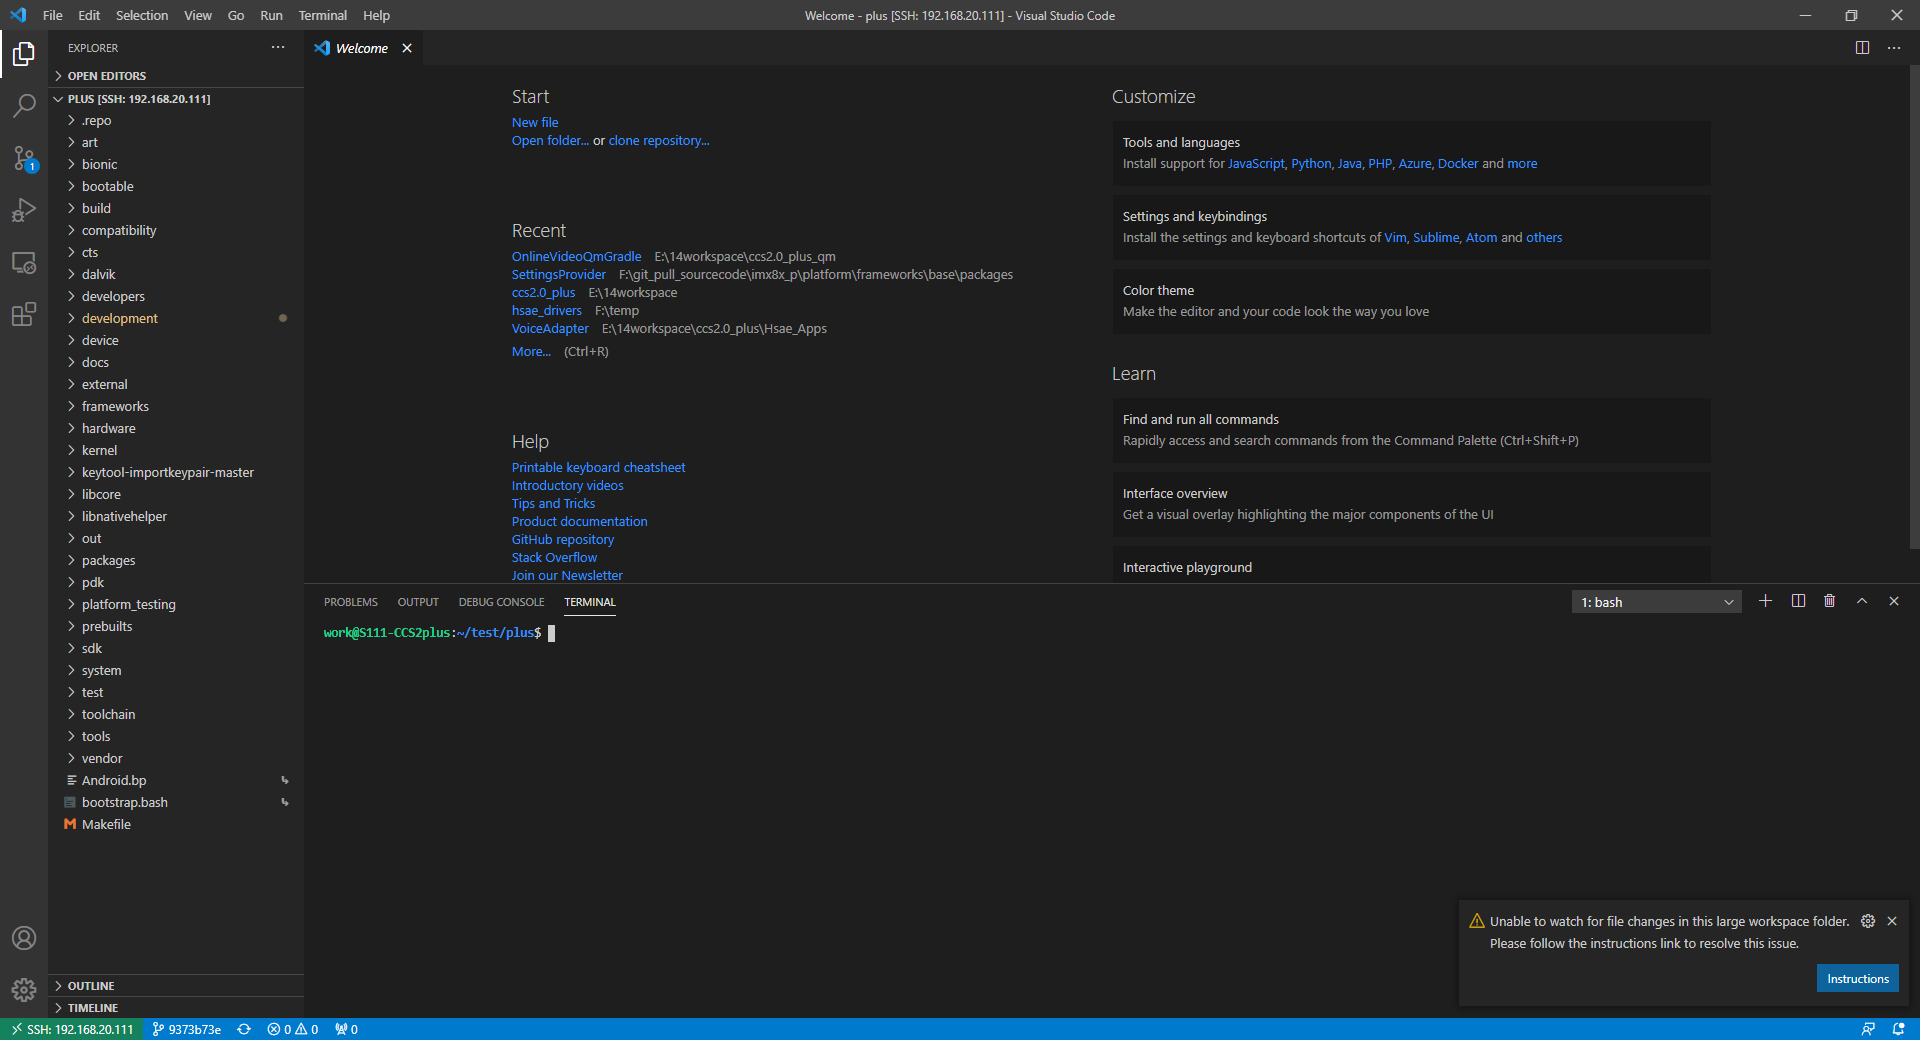 File Edit Selection View Go Run Terminal Help
Welcome - plus [SSH: 192.168.20.111] - Visual Studio Code
EXPLORER
OPEN EDITORS
PLUS [SSH: 192.168.20.111]
.repo
art
bionic
bootable
build
compatibility
cts
dalvik
developers
development
device
docs
external
frameworks
hardware
kernel
keytool-importkeypair-master
libcore
libnativehelper
out
packages
pdk
platform_testing
prebuilts
sdk
system
test
toolchain
tools
vendor
Android.bp
bootstrap.bash
Makefile
OUTLINE
TIMELINE
1
Welcome
Start
New file
Open folder... or clone repository...
Recent
OnlineVideoQmGradle E:\14workspace\ccs2.0_plus_qm
SettingsProvider F:\git_pull_sourcecode\imx8x_p\platform\frameworks\base\packages
ccs2.0_plus E:\14workspace
hsae_drivers F:\temp
VoiceAdapter E:\14workspace\ccs2.0_plus\Hsae_Apps
More... (Ctrl+R)
Help
Printable keyboard cheatsheet
Introductory videos
Tips and Tricks
Product documentation
GitHub repository
Stack Overflow
Join our Newsletter
Customize
Tools and languages
Install support for JavaScript, Python, Java, PHP, Azure, Docker and more
Settings and keybindings
Install the settings and keyboard shortcuts of Vim, Sublime, Atom and others
Color theme
Make the editor and your code look the way you love
Learn
Find and run all commands
Rapidly access and search commands from the Command Palette (Ctrl+Shift+P)
Interface overview
Get a visual overlay highlighting the major components of the UI
Interactive playground
PROBLEMS OUTPUT DEBUG CONSOLE TERMINAL
1: bash
work@S111-CCS2plus:~/test/plus$
Unable to watch for file changes in this large workspace folder.
Please follow the instructions link to resolve this issue.
Instructions
SSH: 192.168.20.111 9373b73e 0 0 0